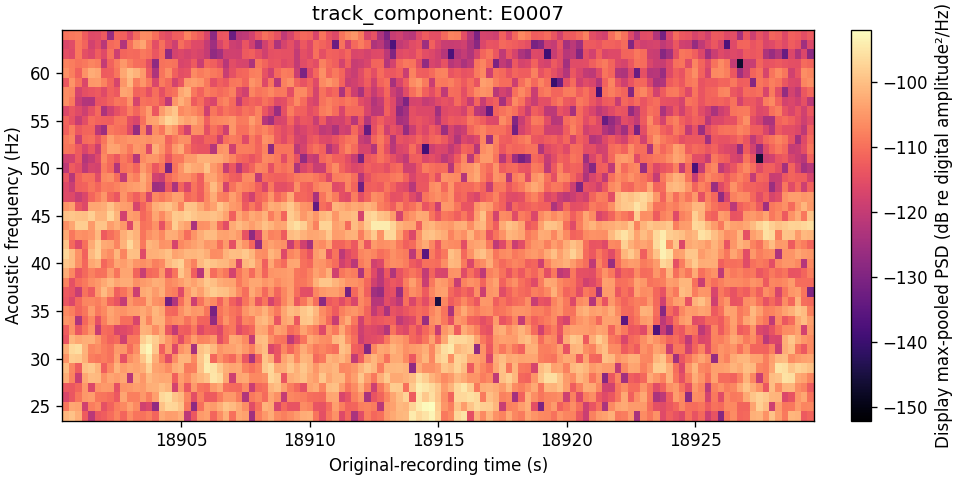 track_component: E0007
60
55
50
45
40
35
30
25
Acoustic frequency (Hz)
18905 18910 18915 18920 18925
Original-recording time (s)
−100
−110
−120
−130
−140
−150
Display max-pooled PSD (dB re digital amplitude²/Hz)